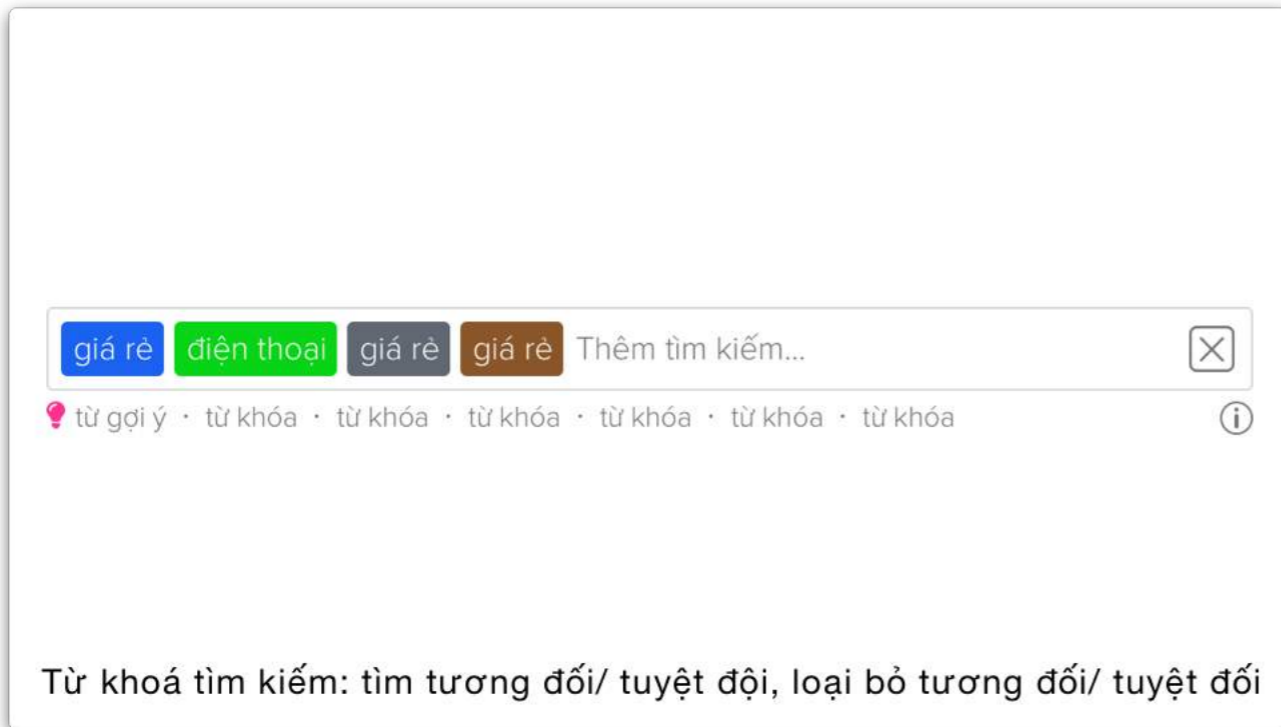 giá rẻ điện thoại giá rẻ giá rẻ Thêm tìm kiếm...
từ gợi ý · từ khóa · từ khóa · từ khóa · từ khóa · từ khóa · từ khóa
Từ khoá tìm kiếm: tìm tương đối/ tuyệt đội, loại bỏ tương đối/ tuyệt đối